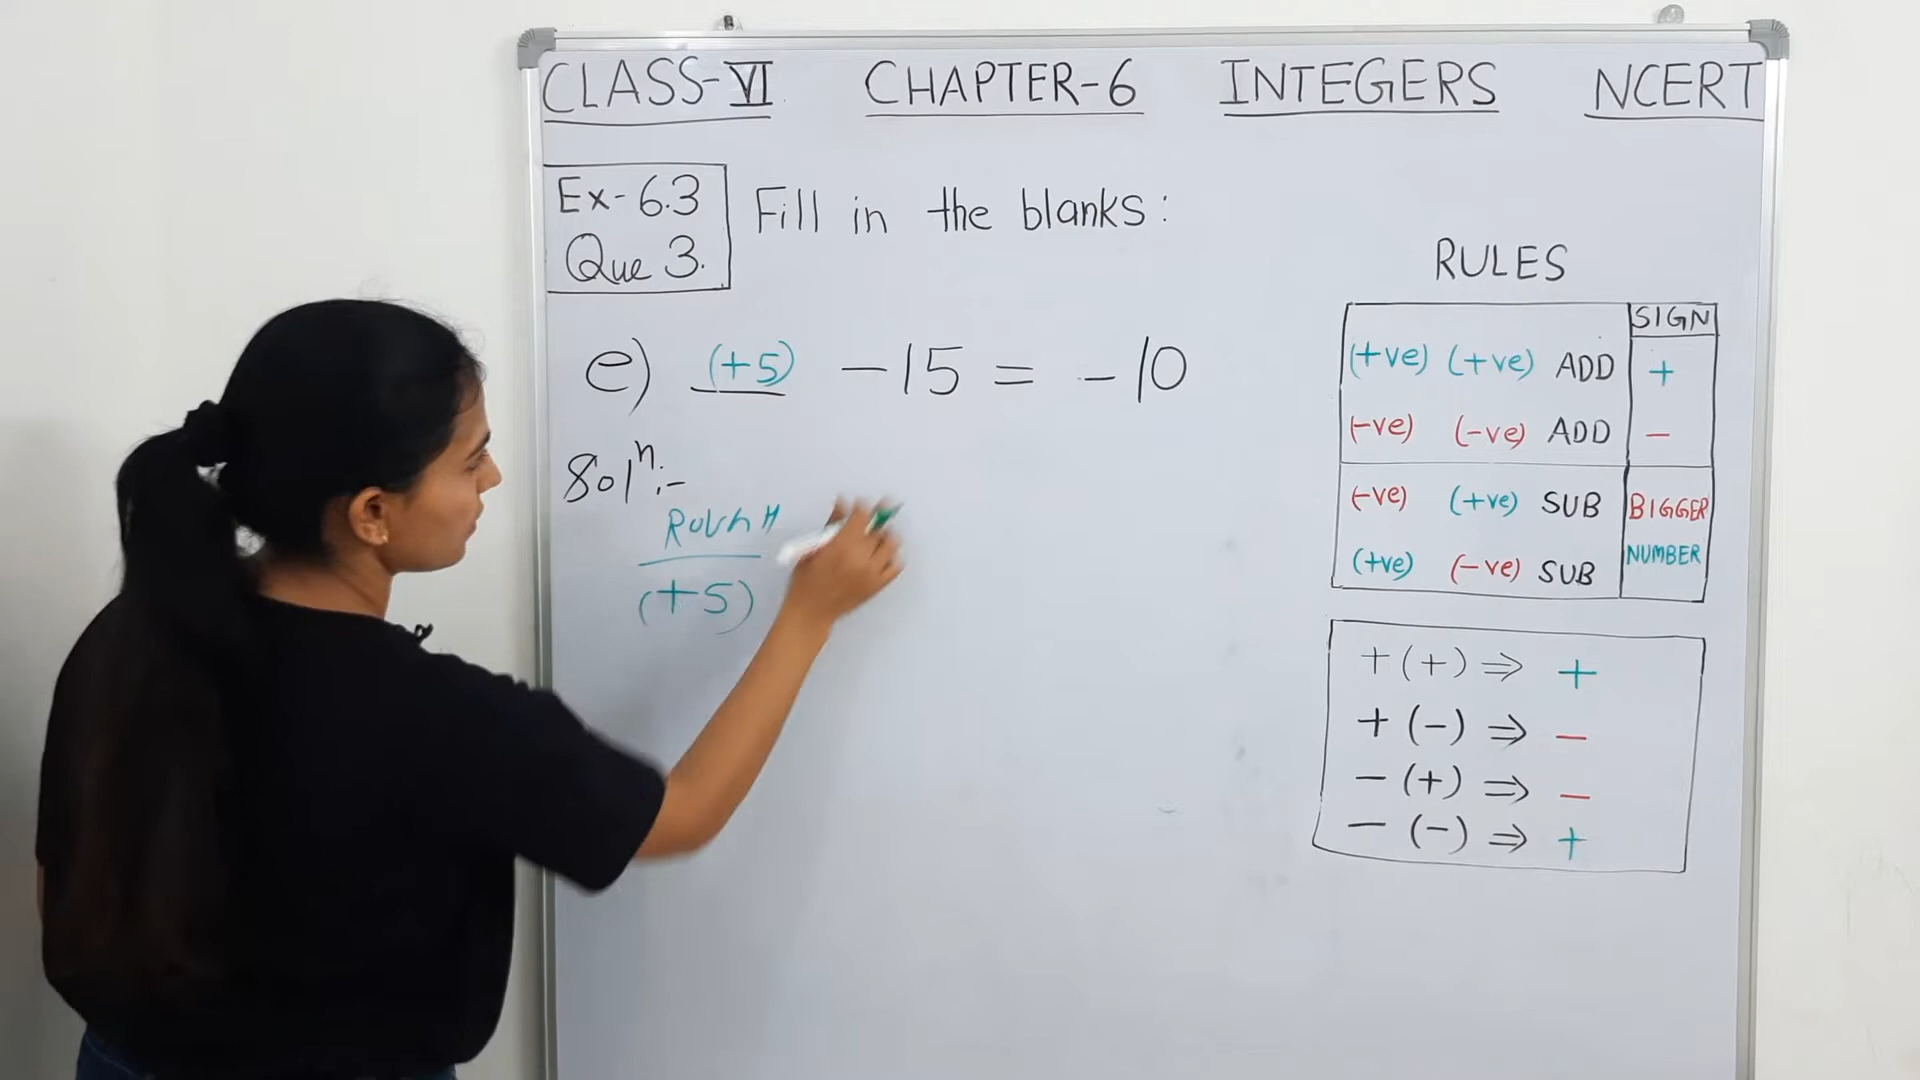 CLASS-VI CHAPTER-6 INTEGERS NCERT
Ex-6.3
Que 3.
Fill in the blanks:
e) (+5) -15 = -10
Solⁿ:-
(+5)
RULES
SIGN
(+ve) (+ve) ADD +
(-ve) (-ve) ADD -
(-ve) (+ve) SUB BIGGER
(+ve) (-ve) SUB NUMBER
+ (+) ⇒ +
+ (-) ⇒ -
- (+) ⇒ -
- (-) ⇒ +